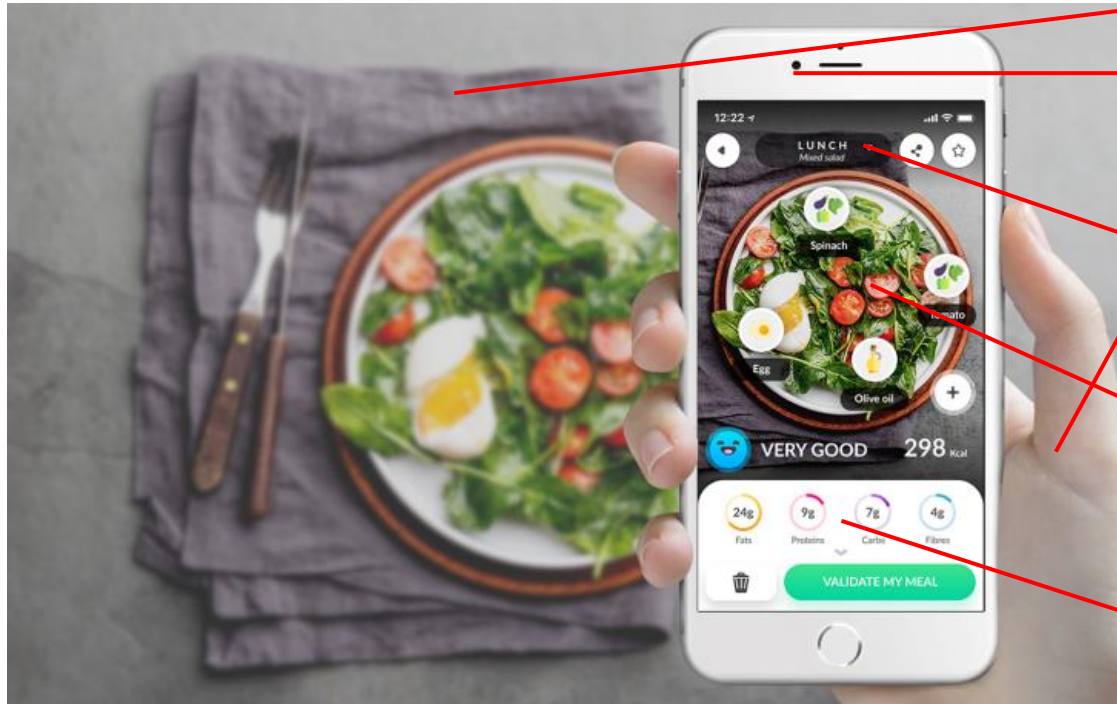 12:22
LUNCH
Mixed salad
Spinach
Tomato
Egg
Olive oil
VERY GOOD 298 Kcal
24g 9g 7g 4g
Fats Proteins Carbs Fibres
VALIDATE MY MEAL